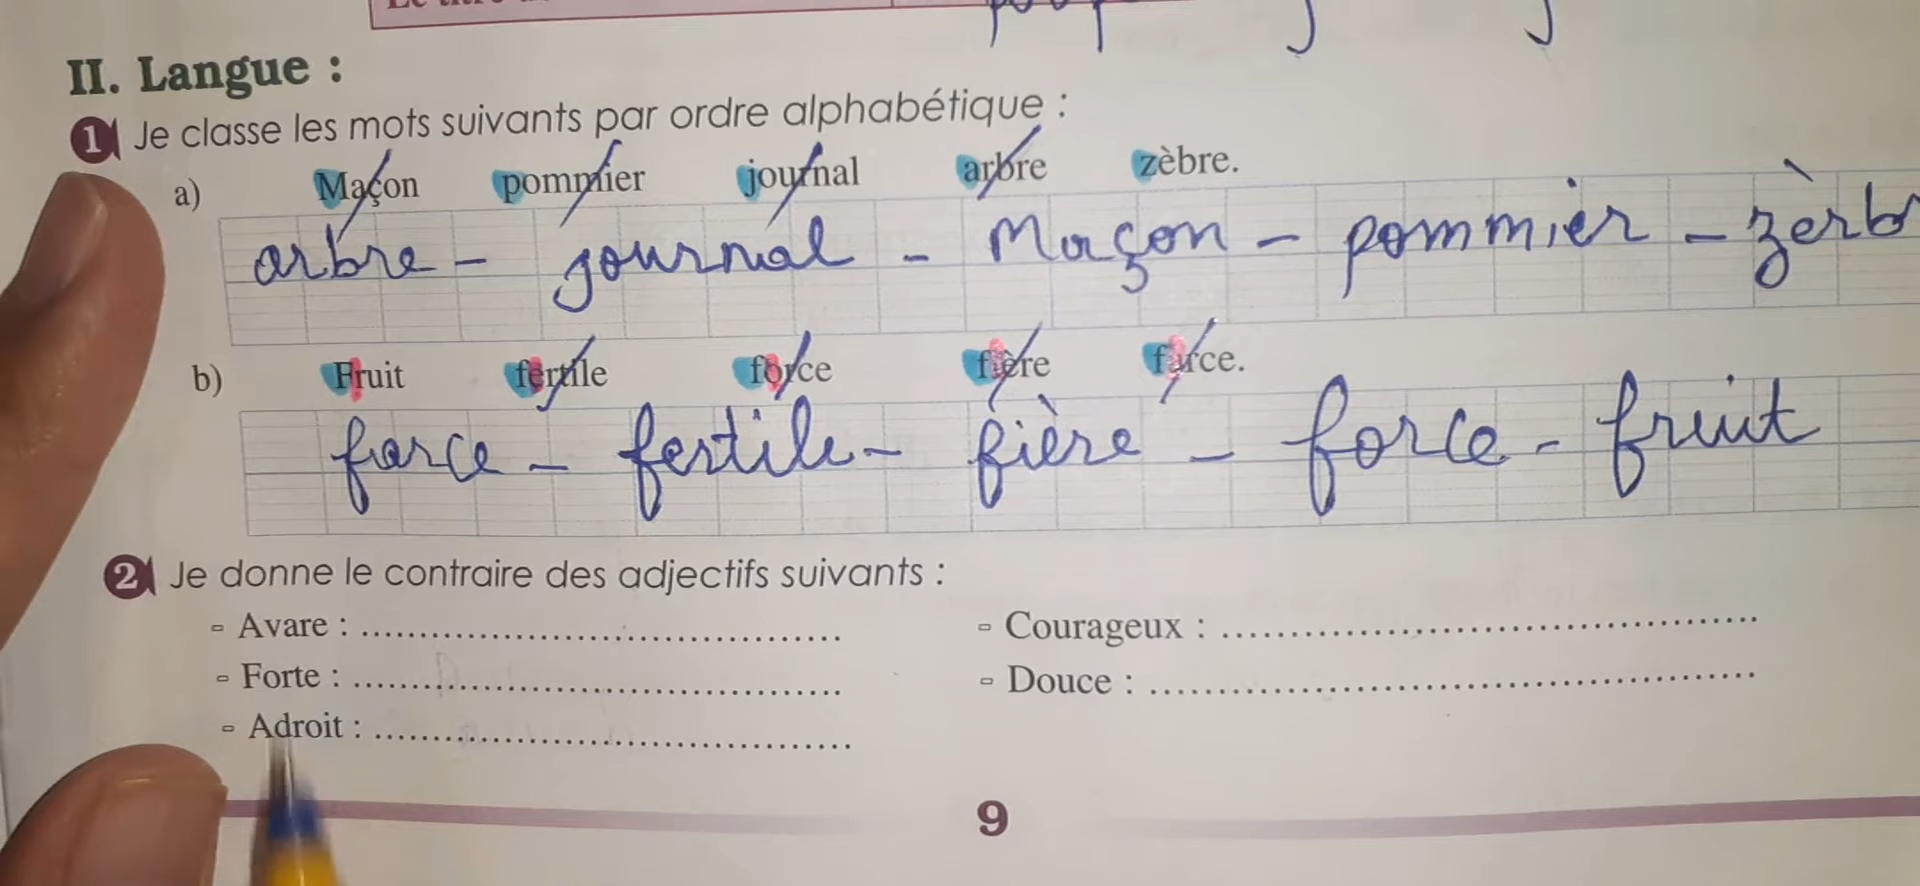 II. Langue :
1 Je classe les mots suivants par ordre alphabétique :
a) Maçon pommier journal arbre zèbre.
arbre - journal - Maçon - pommier - zèrb
b) Fruit fertile force fière farce.
farce - fertile - fière - force - fruit
2 Je donne le contraire des adjectifs suivants :
- Avare : ........................ - Courageux : ........................
- Forte : ........................ - Douce : ........................
- Adroit : ........................
9